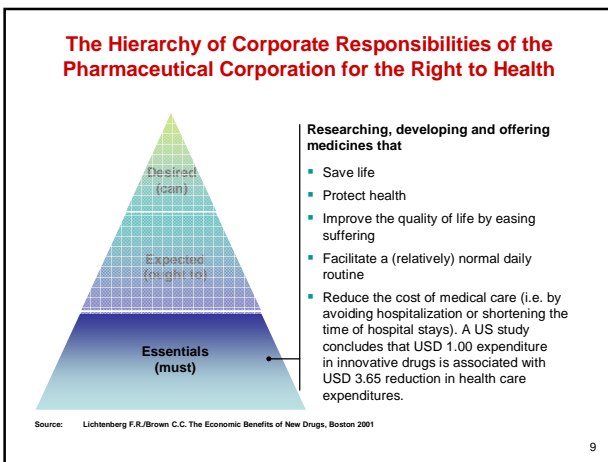 The Hierarchy of Corporate Responsibilities of the
Pharmaceutical Corporation for the Right to Health
Desired
(can)
Expected
(ought to)
Essentials
(must)
Researching, developing and offering
medicines that
▪ Save life
▪ Protect health
▪ Improve the quality of life by easing
suffering
▪ Facilitate a (relatively) normal daily
routine
▪ Reduce the cost of medical care (i.e. by
avoiding hospitalization or shortening the
time of hospital stays). A US study
concludes that USD 1.00 expenditure
in innovative drugs is associated with
USD 3.65 reduction in health care
expenditures.
Source: Lichtenberg F.R./Brown C.C. The Economic Benefits of New Drugs, Boston 2001
9